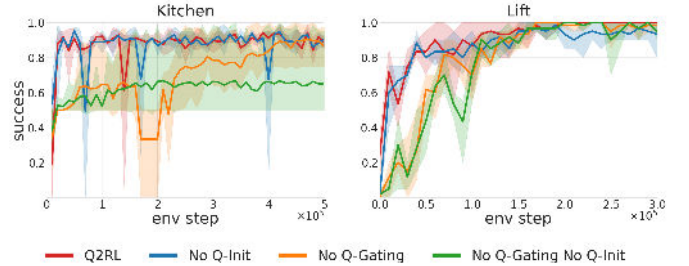 Kitchen
Lift
success
1.0
0.8
0.6
0.4
0.2
0
1
2
3
4
5
×10⁵
env step
1.0
0.8
0.6
0.4
0.2
0.0
0.5
1.0
1.5
2.0
2.5
3.0
×10⁵
env step
Q2RL
No Q-Init
No Q-Gating
No Q-Gating No Q-Init